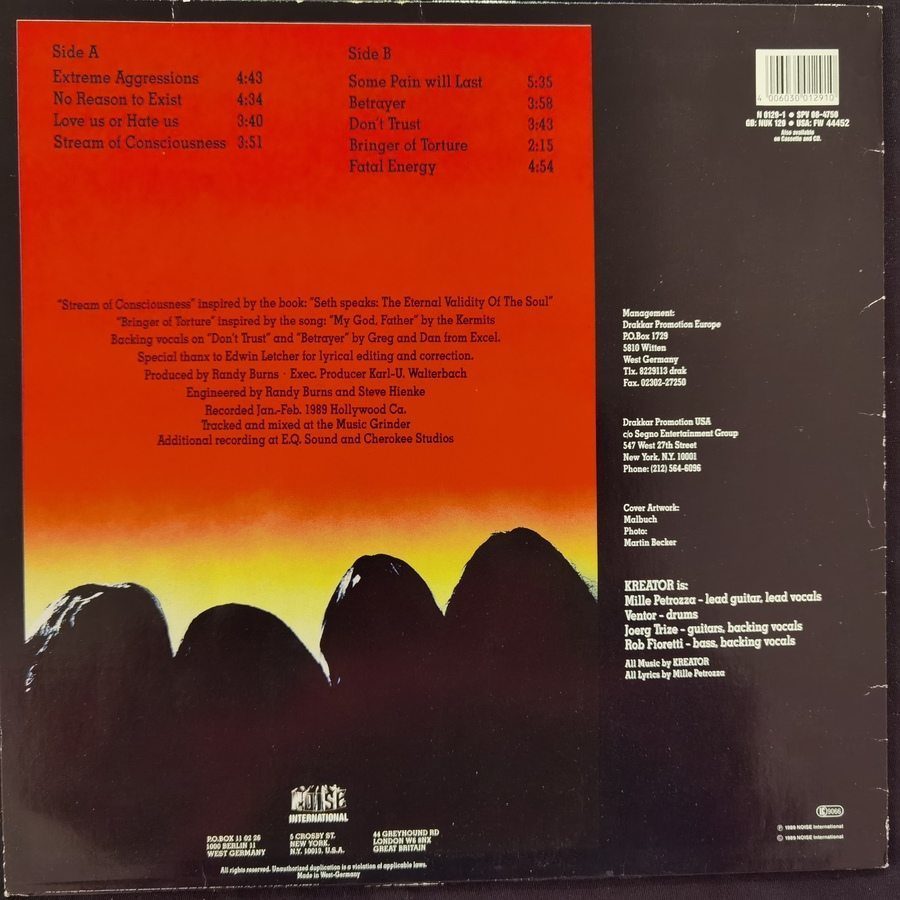 Side A
Extreme Aggressions 4:43
No Reason to Exist 4:34
Love us or Hate us 3:40
Stream of Consciousness 3:51
Side B
Some Pain will Last 5:35
Betrayer 3:58
Don't Trust 3:43
Bringer of Torture 2:15
Fatal Energy 4:54
4 006030 012910
N 0129-1 • SPV 08-4750
GB: NUK 129 • USA: FW 44452
Also available
on Cassette and CD.
"Stream of Consciousness" inspired by the book: "Seth speaks: The Eternal Validity Of The Soul"
"Bringer of Torture" inspired by the song: "My God, Father" by the Kermits
Backing vocals on "Don't Trust" and "Betrayer" by Greg and Dan from Excel.
Special thanx to Edwin Letcher for lyrical editing and correction.
Produced by Randy Burns · Exec. Producer Karl-U. Walterbach
Engineered by Randy Burns and Steve Hienke
Recorded Jan.-Feb. 1989 Hollywood Ca.
Tracked and mixed at the Music Grinder
Additional recording at E.Q. Sound and Cherokee Studios
Management:
Drakkar Promotion Europe
P.O.Box 1729
5810 Witten
West Germany
Tlx. 8229113 drak
Fax. 02302-27250
Drakkar Promotion USA
c/o Segno Entertainment Group
547 West 27th Street
New York, N.Y. 10001
Phone: (212) 564-6096
Cover Artwork:
Malbuch
Photo:
Martin Becker
KREATOR is:
Mille Petrozza – lead guitar, lead vocals
Ventor – drums
Joerg Trize – guitars, backing vocals
Rob Fioretti – bass, backing vocals
All Music by KREATOR
All Lyrics by Mille Petrozza
NOISE
INTERNATIONAL
P.O.BOX 11 02 26
1000 BERLIN 11
WEST GERMANY
5 CROSBY ST.
NEW YORK,
N.Y. 10013, U.S.A.
44 GREYHOUND RD
LONDON W6 8NX
GREAT BRITAIN
All rights reserved. Unauthorized duplication is a violation of applicable laws.
Made in West-Germany
LC 9066
℗ 1989 NOISE International
© 1989 NOISE International